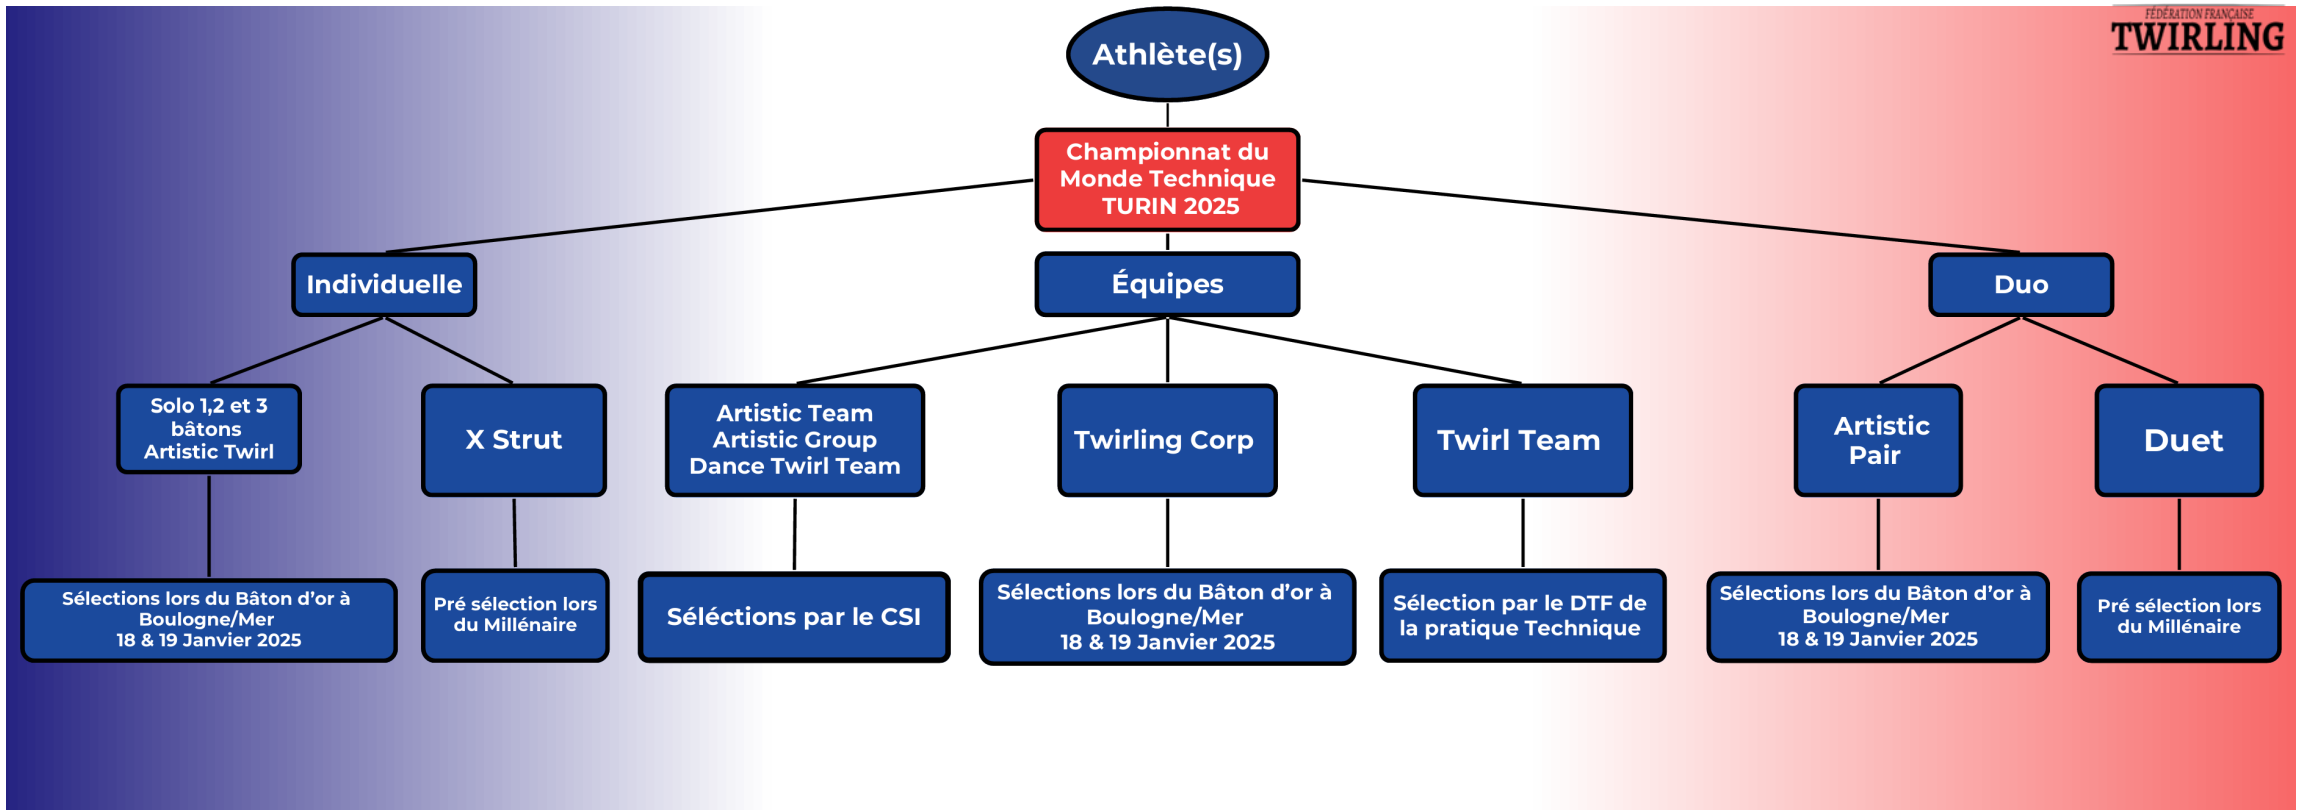 Athlète(s)
FÉDÉRATION FRANÇAISE
TWIRLING
Championnat du
Monde Technique
TURIN 2025
Individuelle
Équipes
Duo
Solo 1,2 et 3
bâtons
Artistic Twirl
X Strut
Artistic Team
Artistic Group
Dance Twirl Team
Twirling Corp
Twirl Team
Artistic
Pair
Duet
Sélections lors du Bâton d’or à
Boulogne/Mer
18 & 19 Janvier 2025
Pré sélection lors
du Millénaire
Séléctions par le CSI
Sélections lors du Bâton d’or à
Boulogne/Mer
18 & 19 Janvier 2025
Sélection par le DTF de
la pratique Technique
Sélections lors du Bâton d’or à
Boulogne/Mer
18 & 19 Janvier 2025
Pré sélection lors
du Millénaire